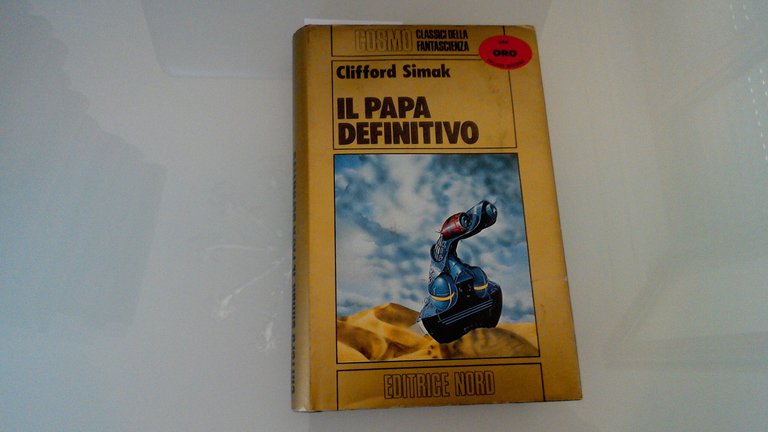 COSMO CLASSICI DELLA
FANTASCIENZA
ORO
Clifford Simak
IL PAPA
DEFINITIVO
EDITRICE NORD